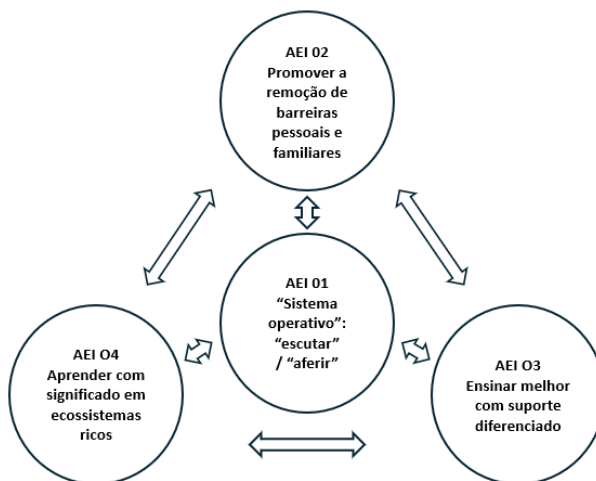 AEI 02
Promover a
remoção de
barreiras
pessoais e
familiares
AEI 01
“Sistema
operativo”:
“escutar”
/ “aferir”
AEI O4
Aprender com
significado em
ecossistemas
ricos
AEI O3
Ensinar melhor
com suporte
diferenciado